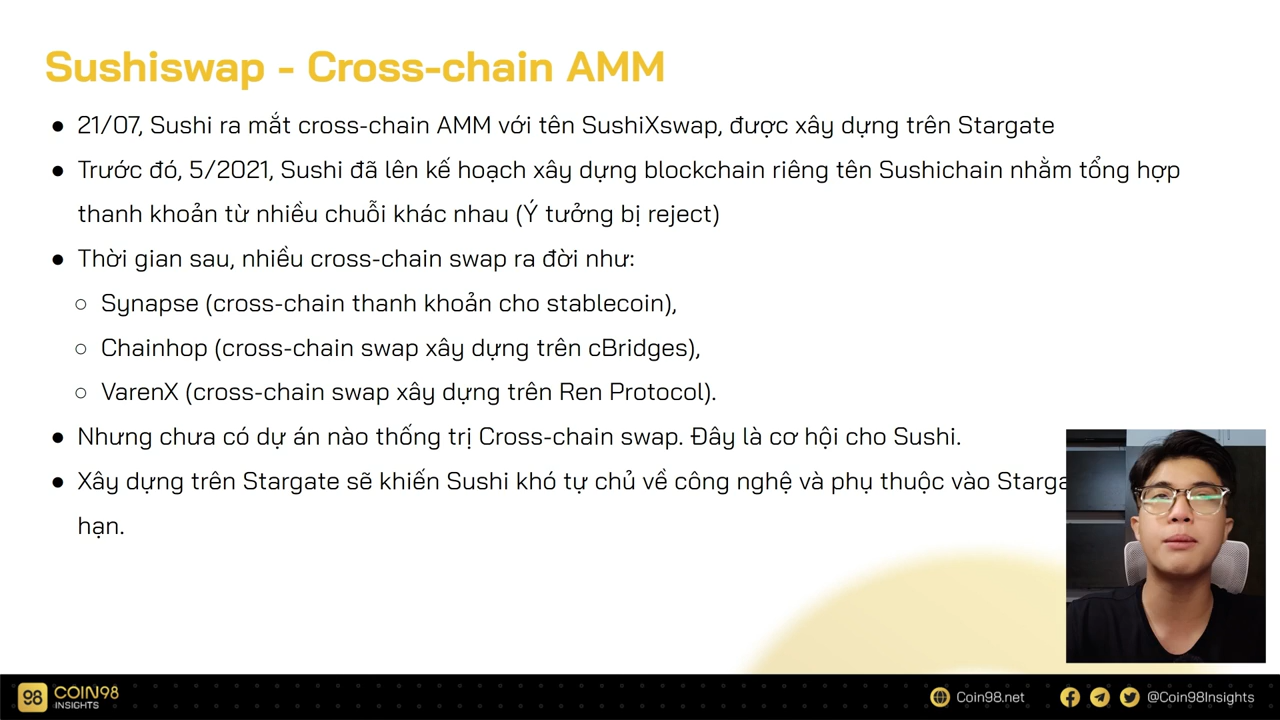 Sushiswap - Cross-chain AMM
● 21/07, Sushi ra mắt cross-chain AMM với tên SushiXswap, được xây dựng trên Stargate
● Trước đó, 5/2021, Sushi đã lên kế hoạch xây dựng blockchain riêng tên Sushichain nhằm tổng hợp
thanh khoản từ nhiều chuỗi khác nhau (Ý tưởng bị reject)
● Thời gian sau, nhiều cross-chain swap ra đời như:
○ Synapse (cross-chain thanh khoản cho stablecoin),
○ Chainhop (cross-chain swap xây dựng trên cBridges),
○ VarenX (cross-chain swap xây dựng trên Ren Protocol).
● Nhưng chưa có dự án nào thống trị Cross-chain swap. Đây là cơ hội cho Sushi.
● Xây dựng trên Stargate sẽ khiến Sushi khó tự chủ về công nghệ và phụ thuộc vào
hạn.
98 COIN98
INSIGHTS
Coin98.net
@Coin98Insights